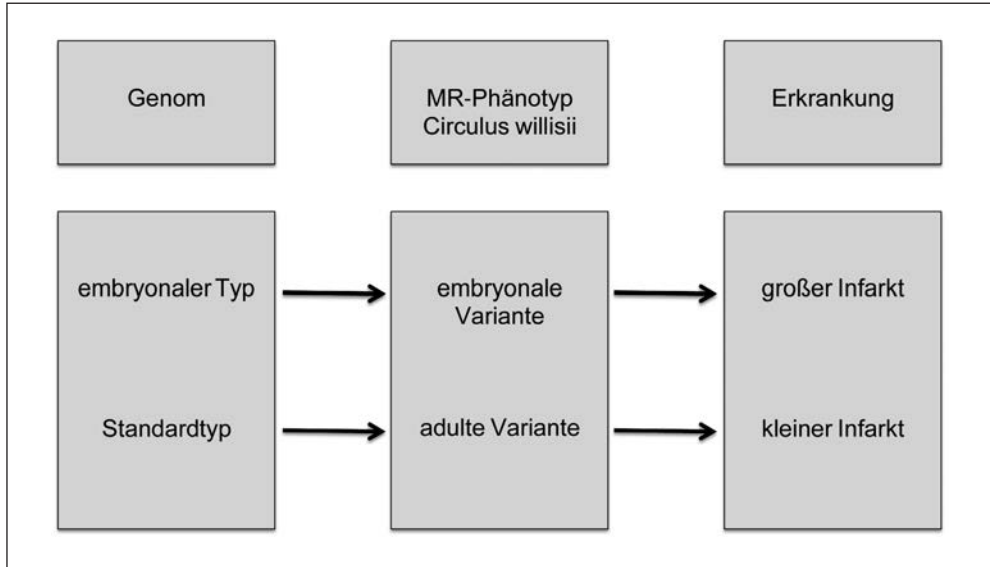 Genom
MR-Phänotyp
Circulus willisii
Erkrankung
embryonaler Typ
embryonale
Variante
großer Infarkt
Standardtyp
adulte Variante
kleiner Infarkt